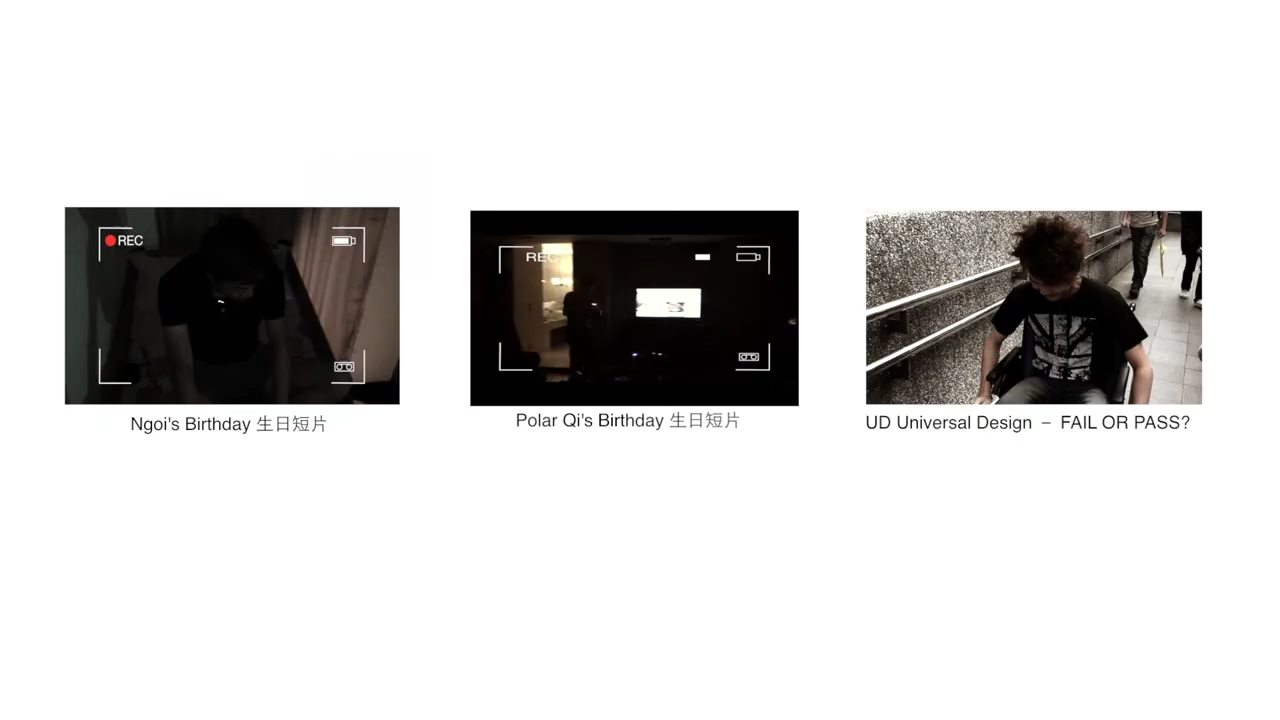 REC
REC
Ngoi's Birthday 生日短片
Polar Qi's Birthday 生日短片
UD Universal Design – FAIL OR PASS?